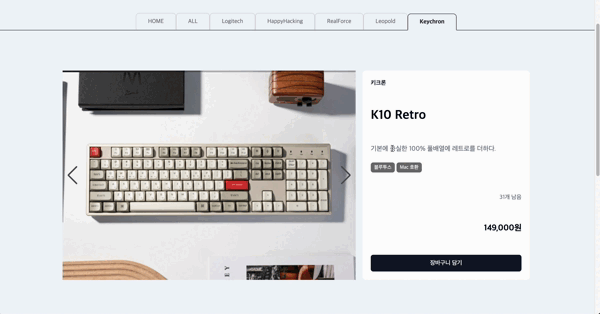 HOME
ALL
Logitech
HappyHacking
RealForce
Leopold
Keychron
키크론
K10 Retro
기본에 충실한 100% 풀배열에 레트로를 더하다.
블루투스
Mac 호환
31개 남음
149,000원
장바구니 담기